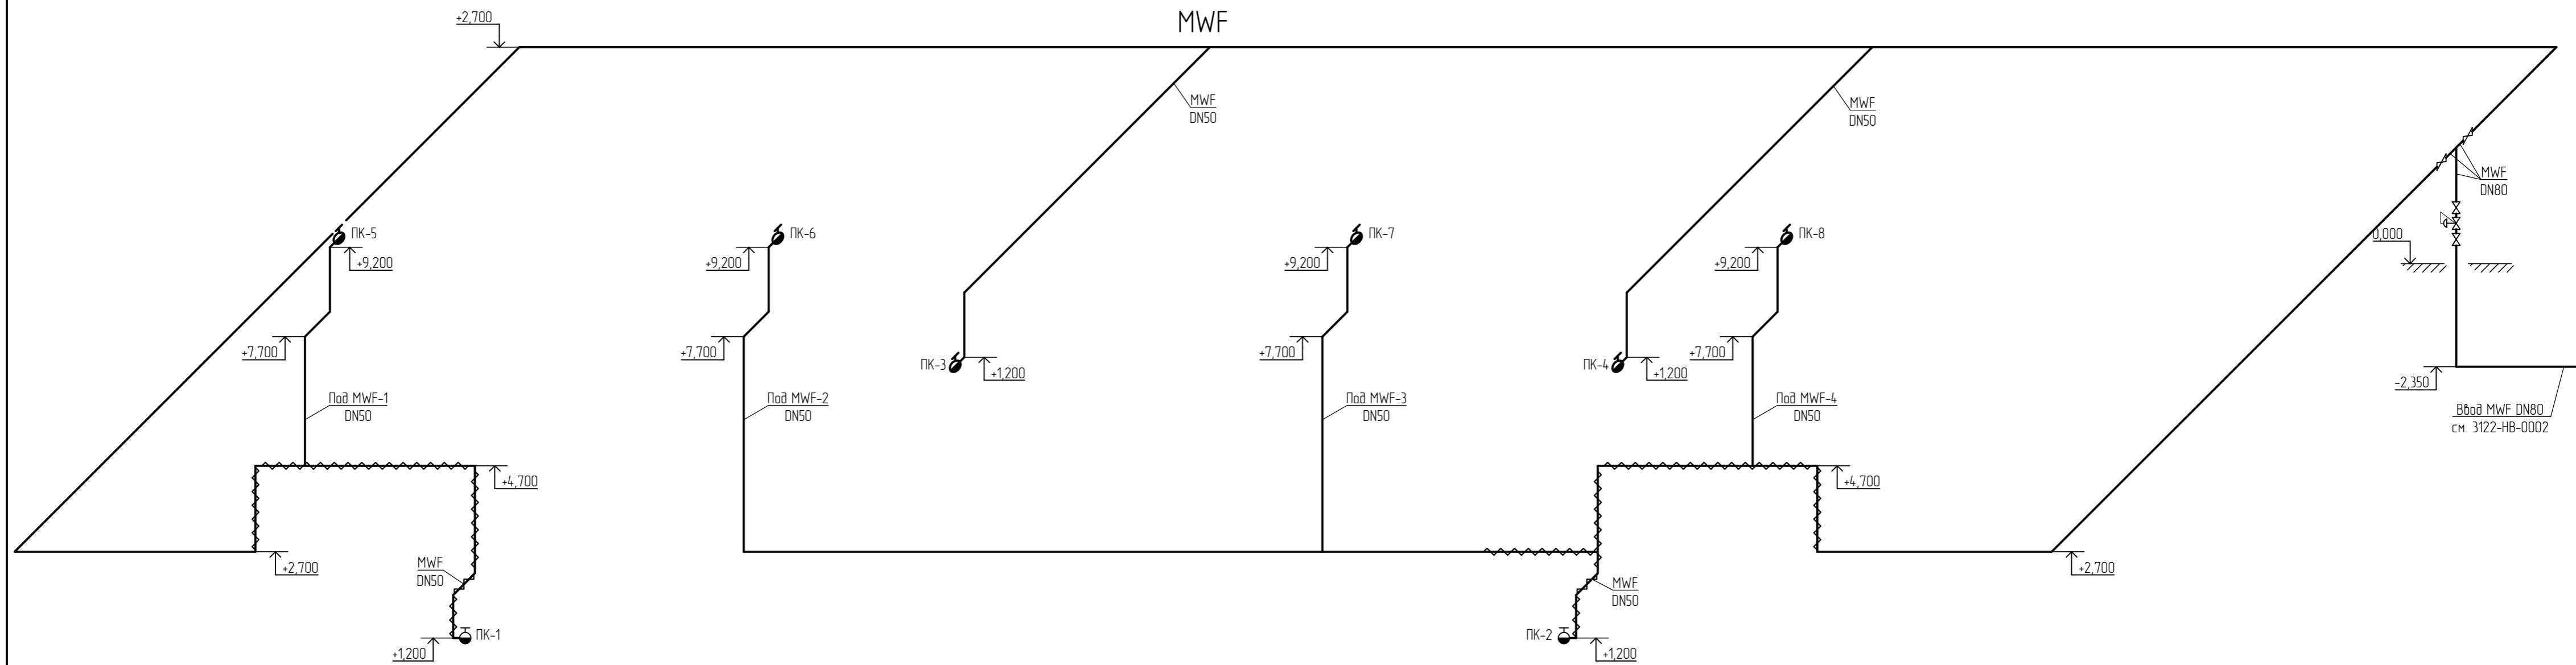 MWF
+2,700
MWF
DN50
MWF
DN50
MWF
DN80
ПК-5
+9,200
ПК-6
+9,200
ПК-7
+9,200
ПК-8
+9,200
0,000
+7,700
+7,700
+7,700
+7,700
ПК-3
+1,200
ПК-4
+1,200
-2,350
Под MWF-1
DN50
Под MWF-2
DN50
Под MWF-3
DN50
Под MWF-4
DN50
Ввод MWF DN80
см. 3122-НВ-0002
+4,700
+4,700
+2,700
MWF
DN50
+2,700
MWF
DN50
ПК-1
+1,200
ПК-2
+1,200